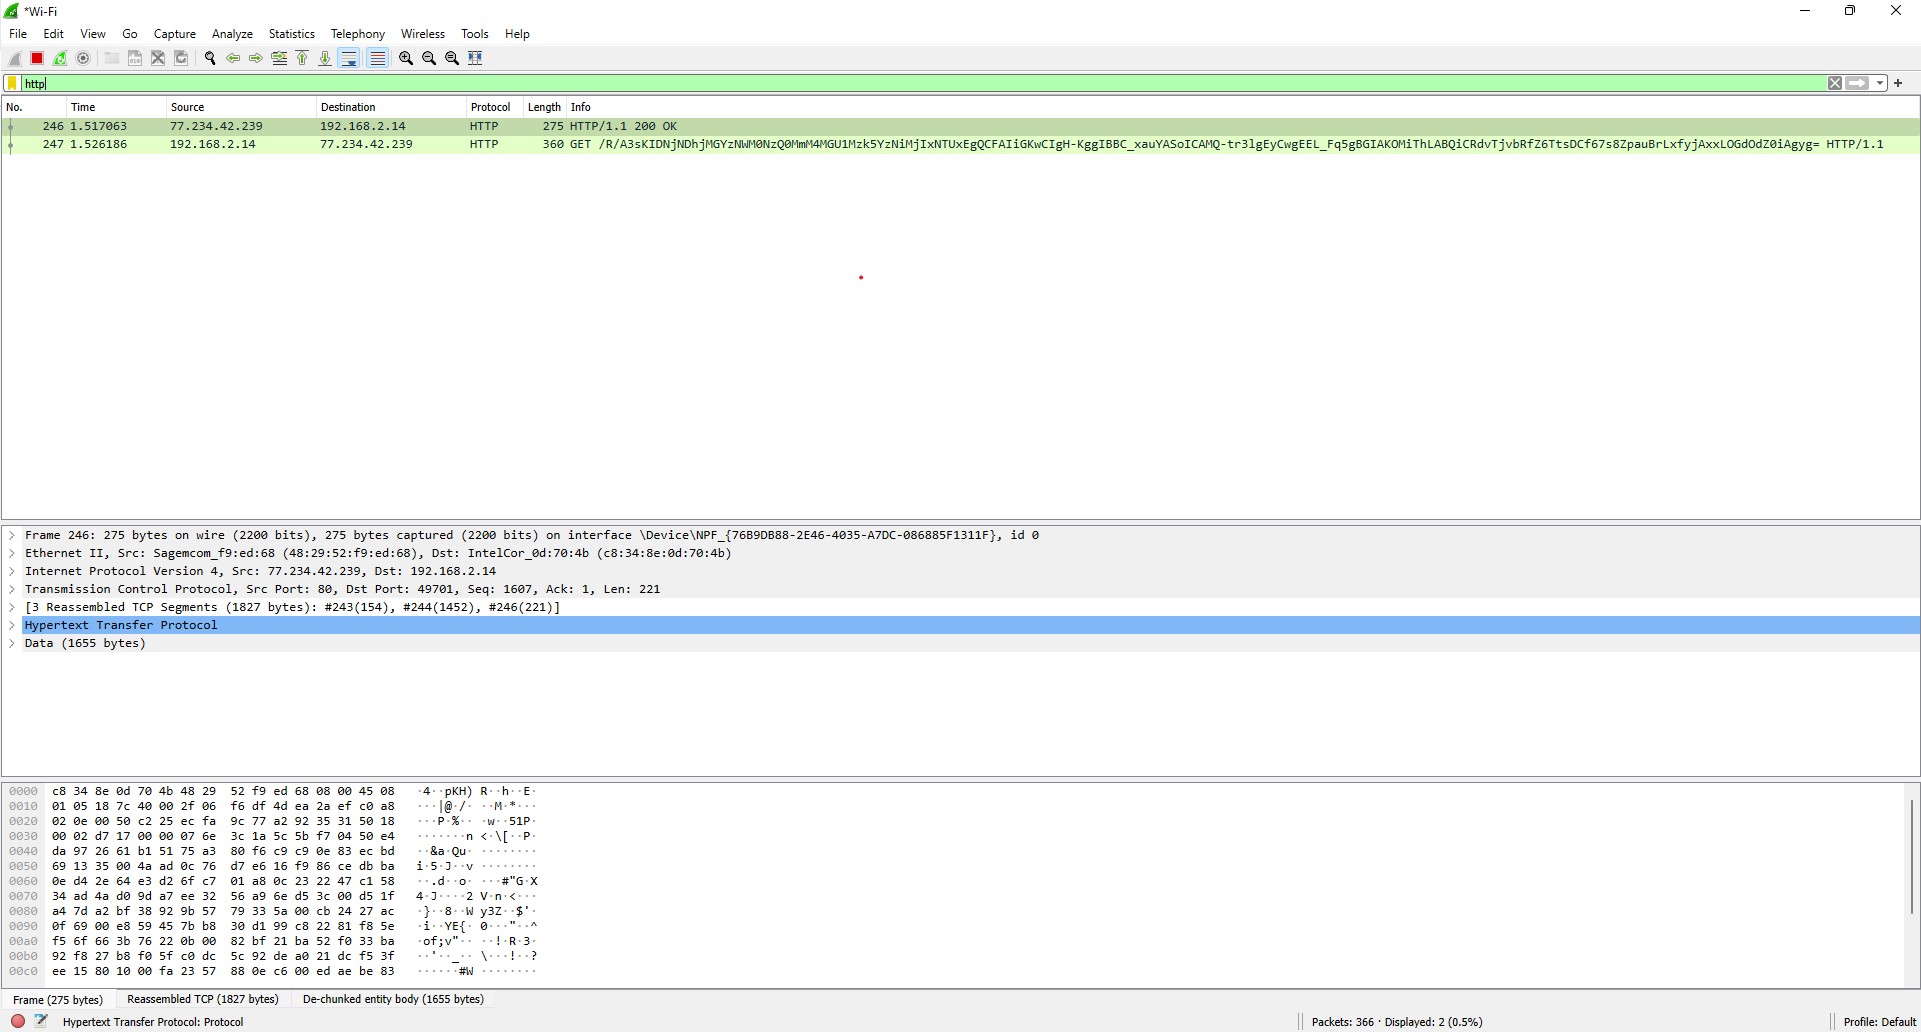 *Wi-Fi
File Edit View Go Capture Analyze Statistics Telephony Wireless Tools Help
http
No. Time Source Destination Protocol Length Info
246 1.517063 77.234.42.239 192.168.2.14 HTTP 275 HTTP/1.1 200 OK
247 1.526186 192.168.2.14 77.234.42.239 HTTP 360 GET /R/A3sKIDNjNDhjMGYzNWM0NzQ0MmM4MGU1Mzk5YzNiMjIxNTUxEgQCFAIiGKwCIgH-KggIBBC_xauYASoICAMQ-tr3lgEyCwgEEL_Fq5gBGIAKOMiThLABQiCRdvTjvbRfZ6TtsDCf67s8ZpauBrLxfyjAxxLOGdOdZ0iAgyg= HTTP/1.1
Frame 246: 275 bytes on wire (2200 bits), 275 bytes captured (2200 bits) on interface \Device\NPF_{76B9DB88-2E46-4035-A7DC-086885F1311F}, id 0
Ethernet II, Src: Sagemcom_f9:ed:68 (48:29:52:f9:ed:68), Dst: IntelCor_0d:70:4b (c8:34:8e:0d:70:4b)
Internet Protocol Version 4, Src: 77.234.42.239, Dst: 192.168.2.14
Transmission Control Protocol, Src Port: 80, Dst Port: 49701, Seq: 1607, Ack: 1, Len: 221
[3 Reassembled TCP Segments (1827 bytes): #243(154), #244(1452), #246(221)]
Hypertext Transfer Protocol
Data (1655 bytes)
0000 c8 34 8e 0d 70 4b 48 29 52 f9 ed 68 08 00 45 08 ·4··pKH) R··h··E·
0010 01 05 18 7c 40 00 2f 06 f6 df 4d ea 2a ef c0 a8 ···|@·/· ··M·*···
0020 02 0e 00 50 c2 25 ec fa 9c 77 a2 92 35 31 50 18 ···P·%·· ·w··51P·
0030 00 02 d7 17 00 00 07 6e 3c 1a 5c 5b f7 04 50 e4 ·······n <·\[··P·
0040 da 97 26 61 b1 51 75 a3 80 f6 c9 c9 0e 83 ec bd ··&a·Qu· ········
0050 69 13 35 00 4a ad 0c 76 d7 e6 16 f9 86 ce db ba i·5·J··v ········
0060 0e d4 2e 64 e3 d2 6f c7 01 a8 0c 23 22 47 c1 58 ··.d··o· ···#"G·X
0070 34 ad 4a d0 9d a7 ee 32 56 a9 6e d5 3c 00 d5 1f 4·J····2 V·n·<···
0080 a4 7d a2 bf 38 92 9b 57 79 33 5a 00 cb 24 27 ac ·}··8··W y3Z··$'·
0090 0f 69 00 e8 59 45 7b b8 30 d1 99 c8 22 81 f8 5e ·i··YE{· 0···"··^
00a0 f5 6f 66 3b 76 22 0b 00 82 bf 21 ba 52 f0 33 ba ·of;v"·· ··!·R·3·
00b0 92 f8 27 b8 f0 5f c0 dc 5c 92 de a0 21 dc f5 3f ··'··_·· \···!··?
00c0 ee 15 80 10 00 fa 23 57 88 0e c6 00 ed ae be 83 ······#W ········
Frame (275 bytes) Reassembled TCP (1827 bytes) De-chunked entity body (1655 bytes)
Hypertext Transfer Protocol: Protocol Packets: 366 · Displayed: 2 (0.5%) Profile: Default